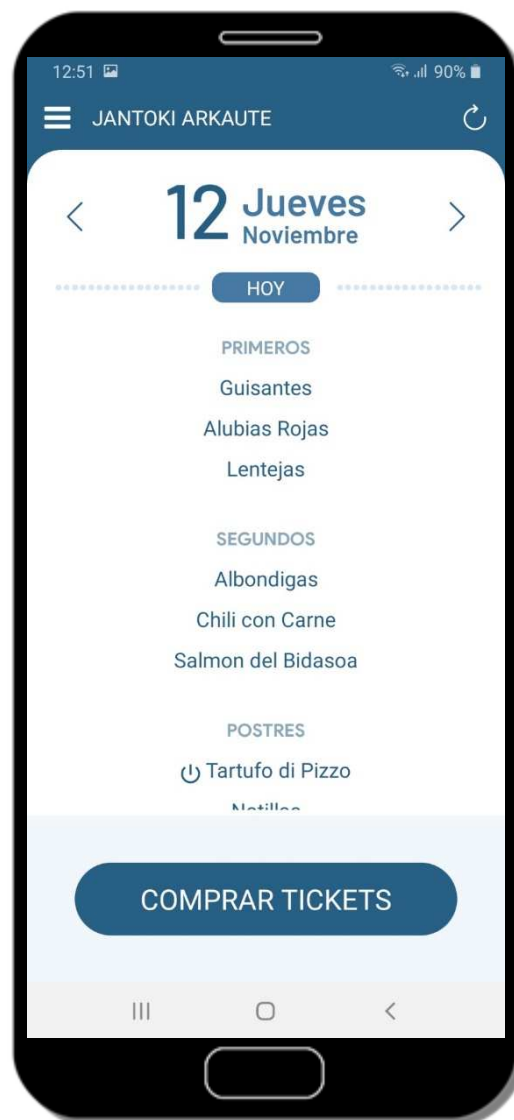 12:51 90%
JANTOKI ARKAUTE
12 Jueves
Noviembre
HOY
PRIMEROS
Guisantes
Alubias Rojas
Lentejas
SEGUNDOS
Albondigas
Chili con Carne
Salmon del Bidasoa
POSTRES
Tartufo di Pizzo
COMPRAR TICKETS